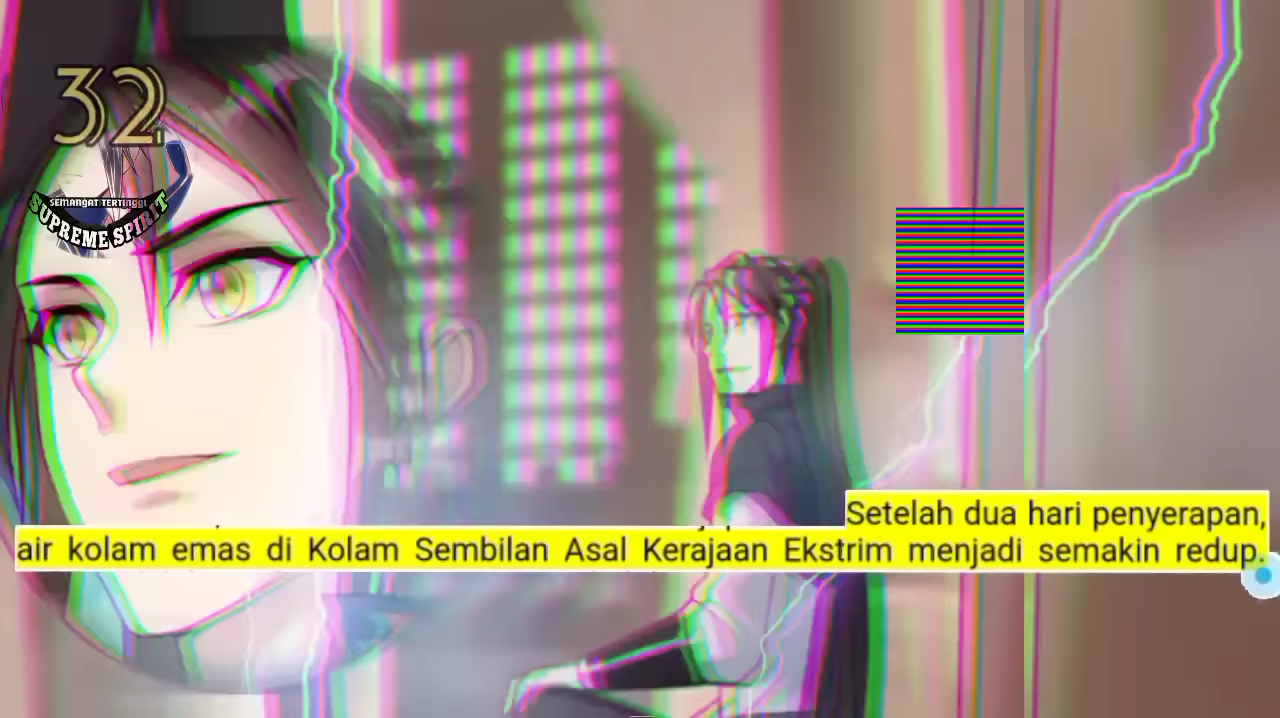 32
SEMANGAT TERTINGGI
SUPREME SPIRIT
Setelah dua hari penyerapan,
air kolam emas di Kolam Sembilan Asal Kerajaan Ekstrim menjadi semakin redup.